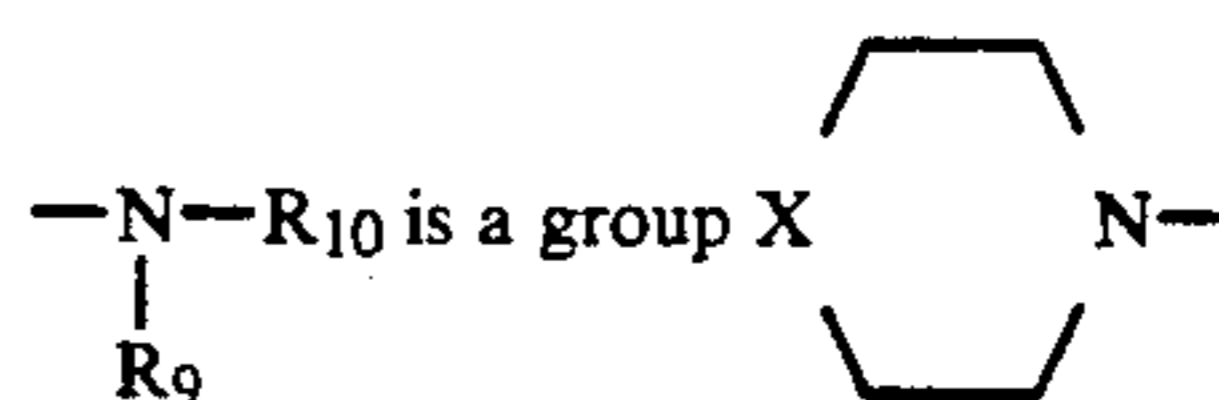 —N—R₁₀ is a group X N—
R₉